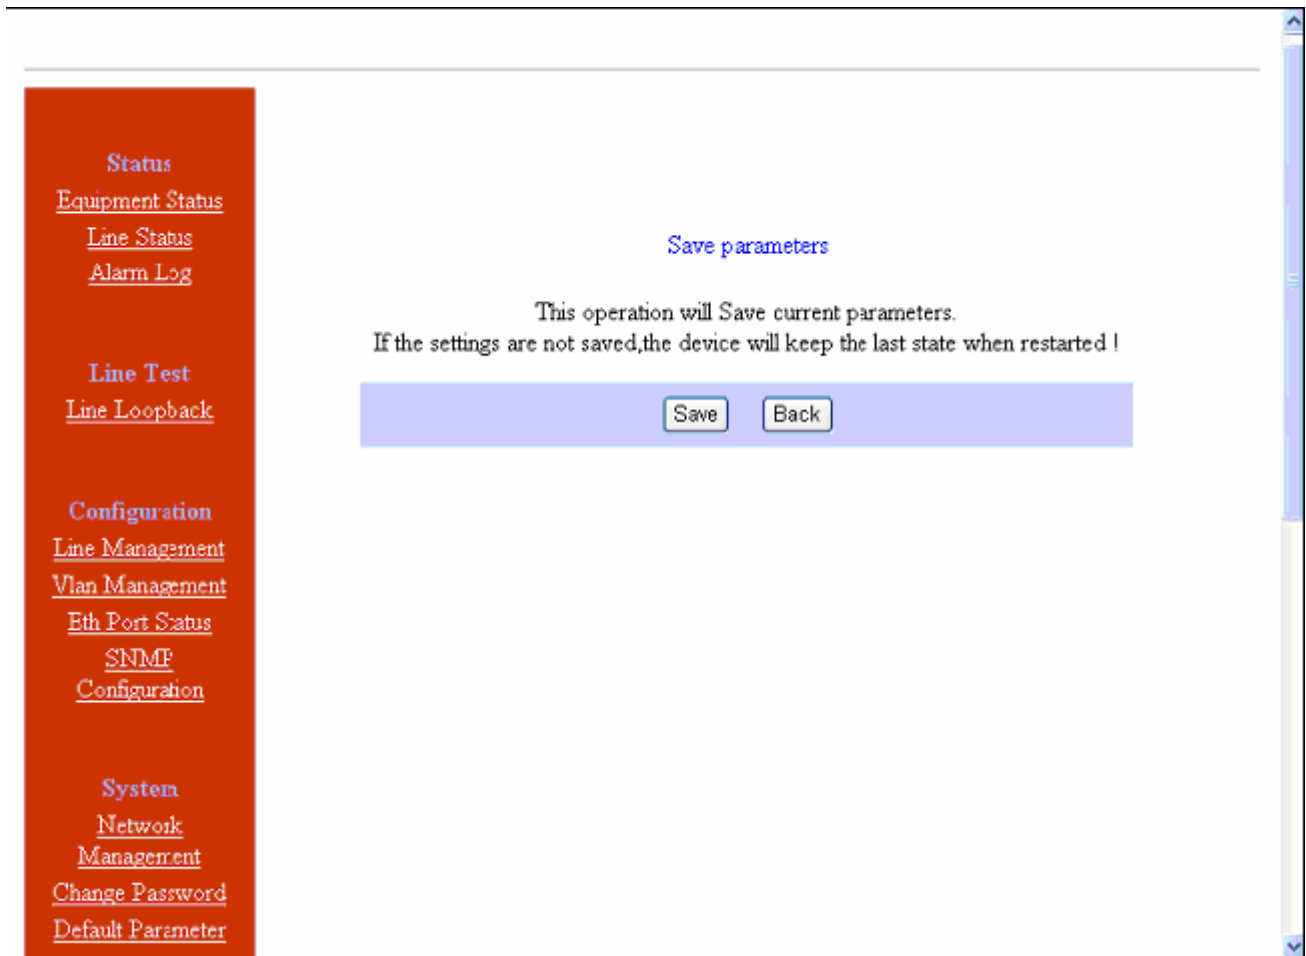 Status
Equipment Status
Line Status
Alarm Log
Line Test
Line Loopback
Configuration
Line Management
Vlan Management
Eth Port Status
SNMP
Configuration
System
Network
Management
Change Password
Default Parameter
Save parameters
This operation will Save current parameters.
If the settings are not saved,the device will keep the last state when restarted !
Save Back